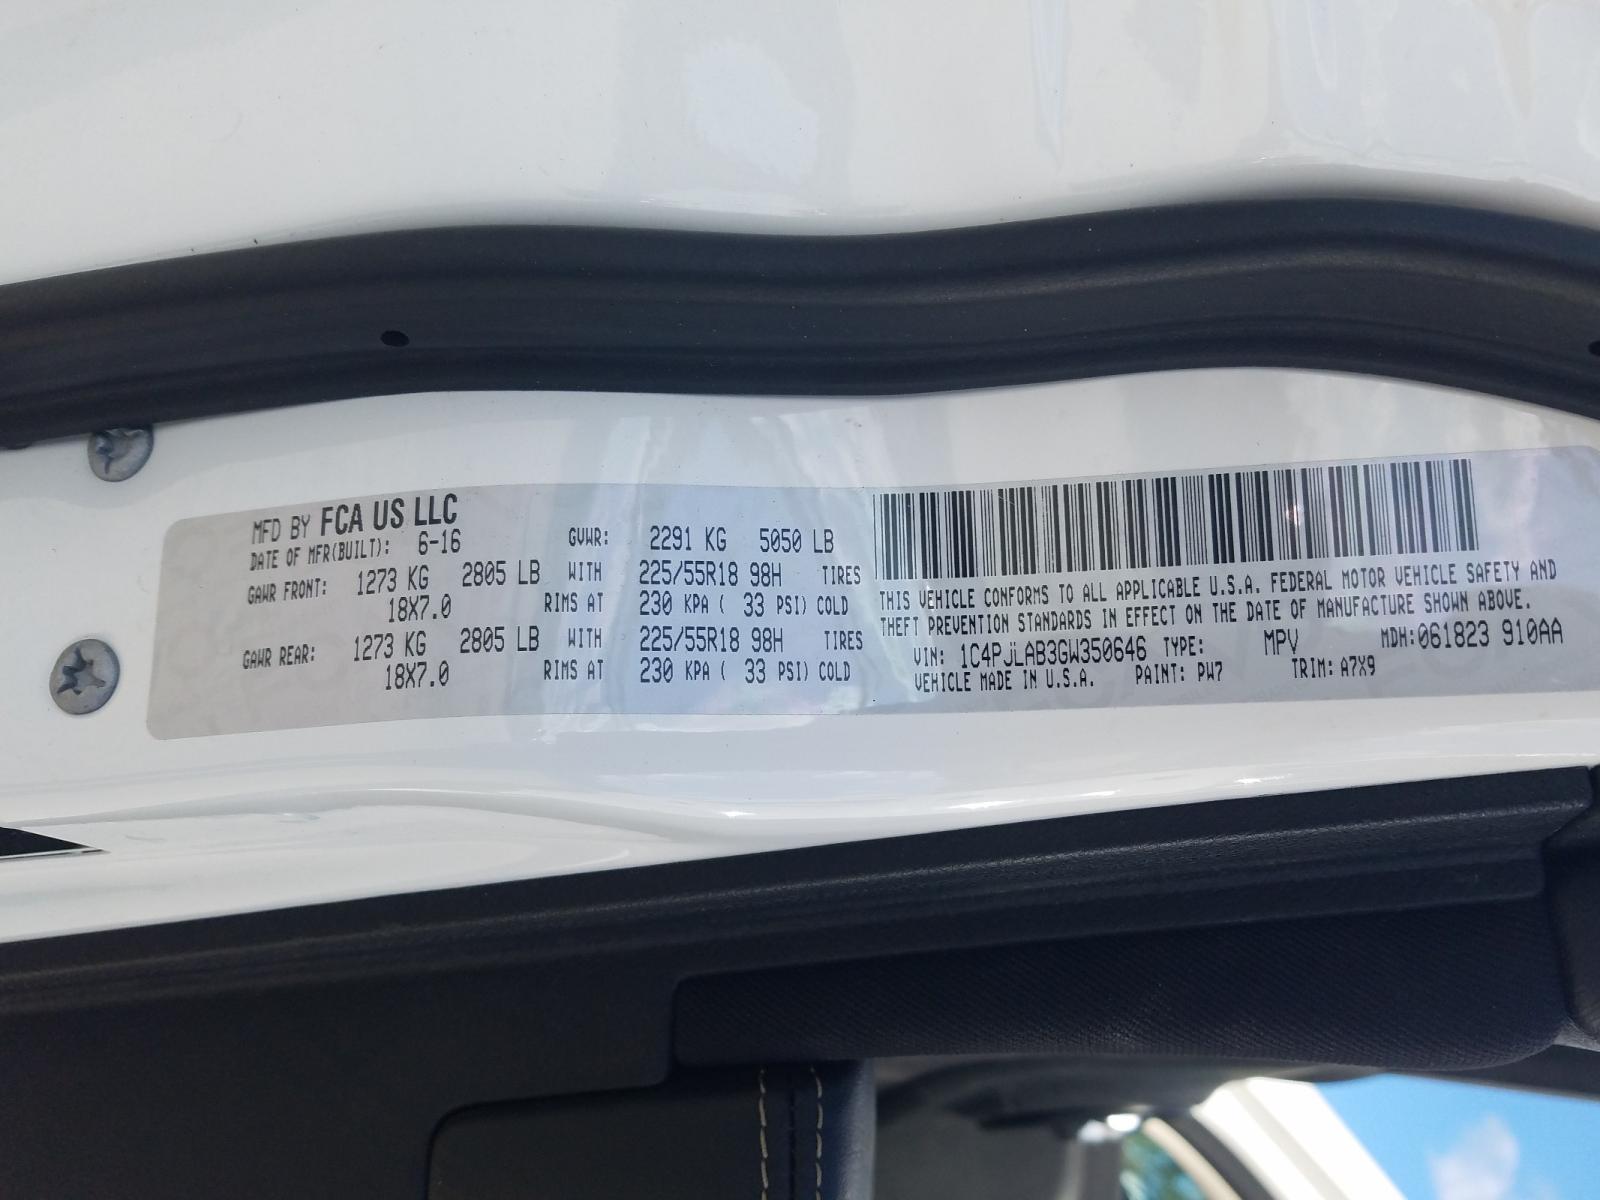 MFD BY FCA US LLC
DATE OF MFR(BUILT): 6-16 GVWR: 2291 KG 5050 LB
GAWR FRONT: 1273 KG 2805 LB WITH 225/55R18 98H TIRES
18X7.0 RIMS AT 230 KPA ( 33 PSI) COLD
GAWR REAR: 1273 KG 2805 LB WITH 225/55R18 98H TIRES
18X7.0 RIMS AT 230 KPA ( 33 PSI) COLD
THIS VEHICLE CONFORMS TO ALL APPLICABLE U.S.A. FEDERAL MOTOR VEHICLE SAFETY AND
THEFT PREVENTION STANDARDS IN EFFECT ON THE DATE OF MANUFACTURE SHOWN ABOVE.
VIN: 1C4PJLAB3GW350646 TYPE: MPV MDH: 061823 910AA
VEHICLE MADE IN U.S.A. PAINT: PW7 TRIM: A7X9